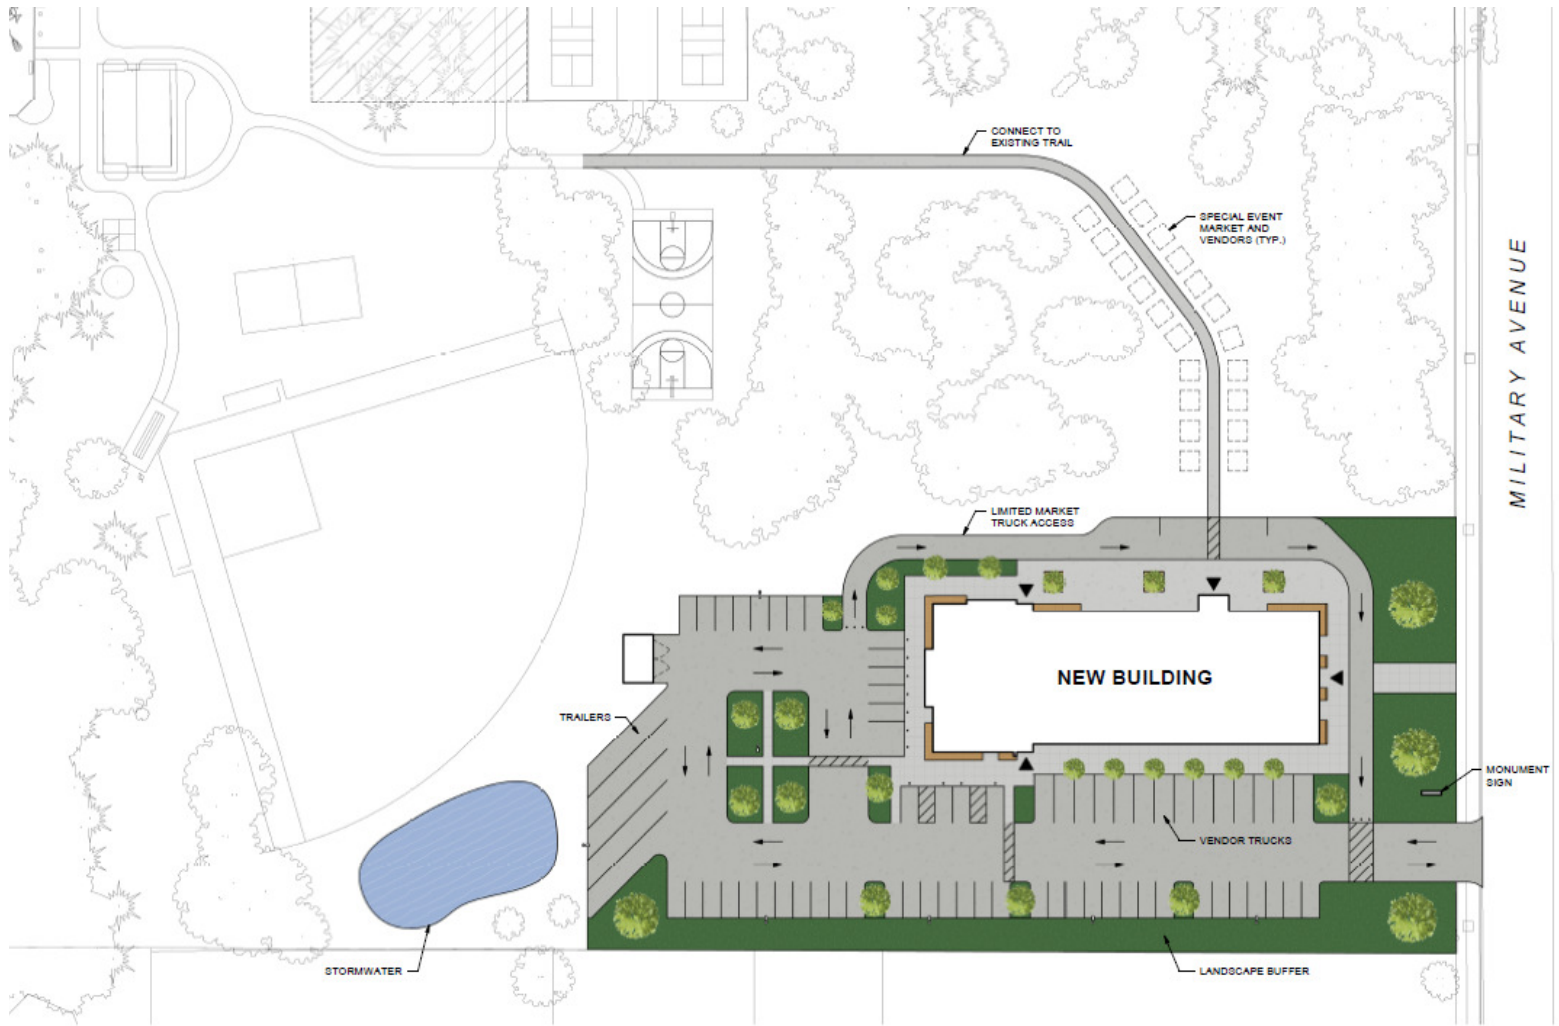 CONNECT TO
EXISTING TRAIL
SPECIAL EVENT
MARKET AND
VENDORS (TYP.)
MILITARY AVENUE
LIMITED MARKET
TRUCK ACCESS
NEW BUILDING
TRAILERS
MONUMENT
SIGN
VENDOR TRUCKS
STORMWATER
LANDSCAPE BUFFER